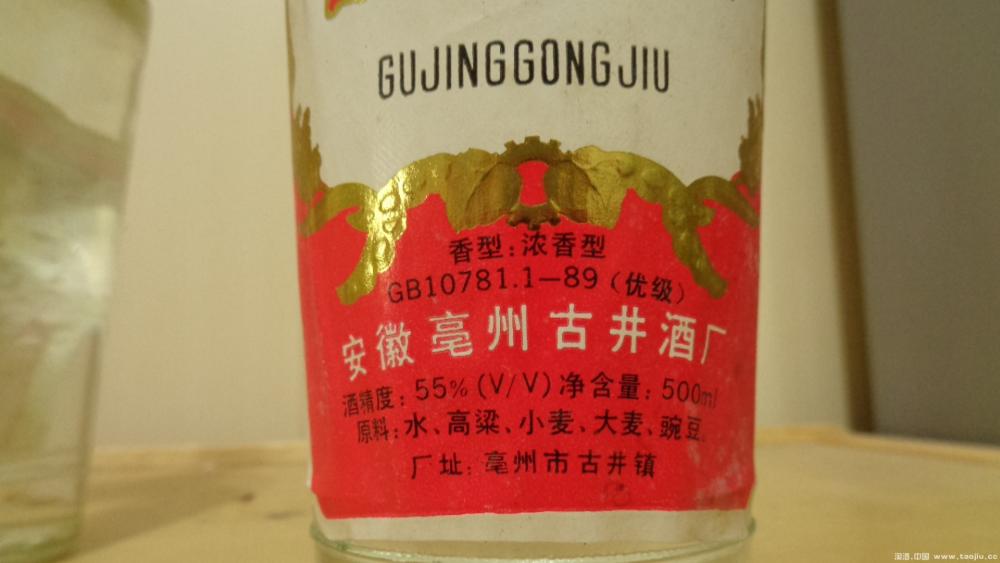 GUJINGGONGJIU
香型:浓香型
GB10781.1—89(优级)
安徽亳州古井酒厂
酒精度:55%(V/V)净含量:500ml
原料:水、高粱、小麦、大麦、豌豆。
厂址:亳州市古井镇
淘酒.中国 www.taojiu.cc